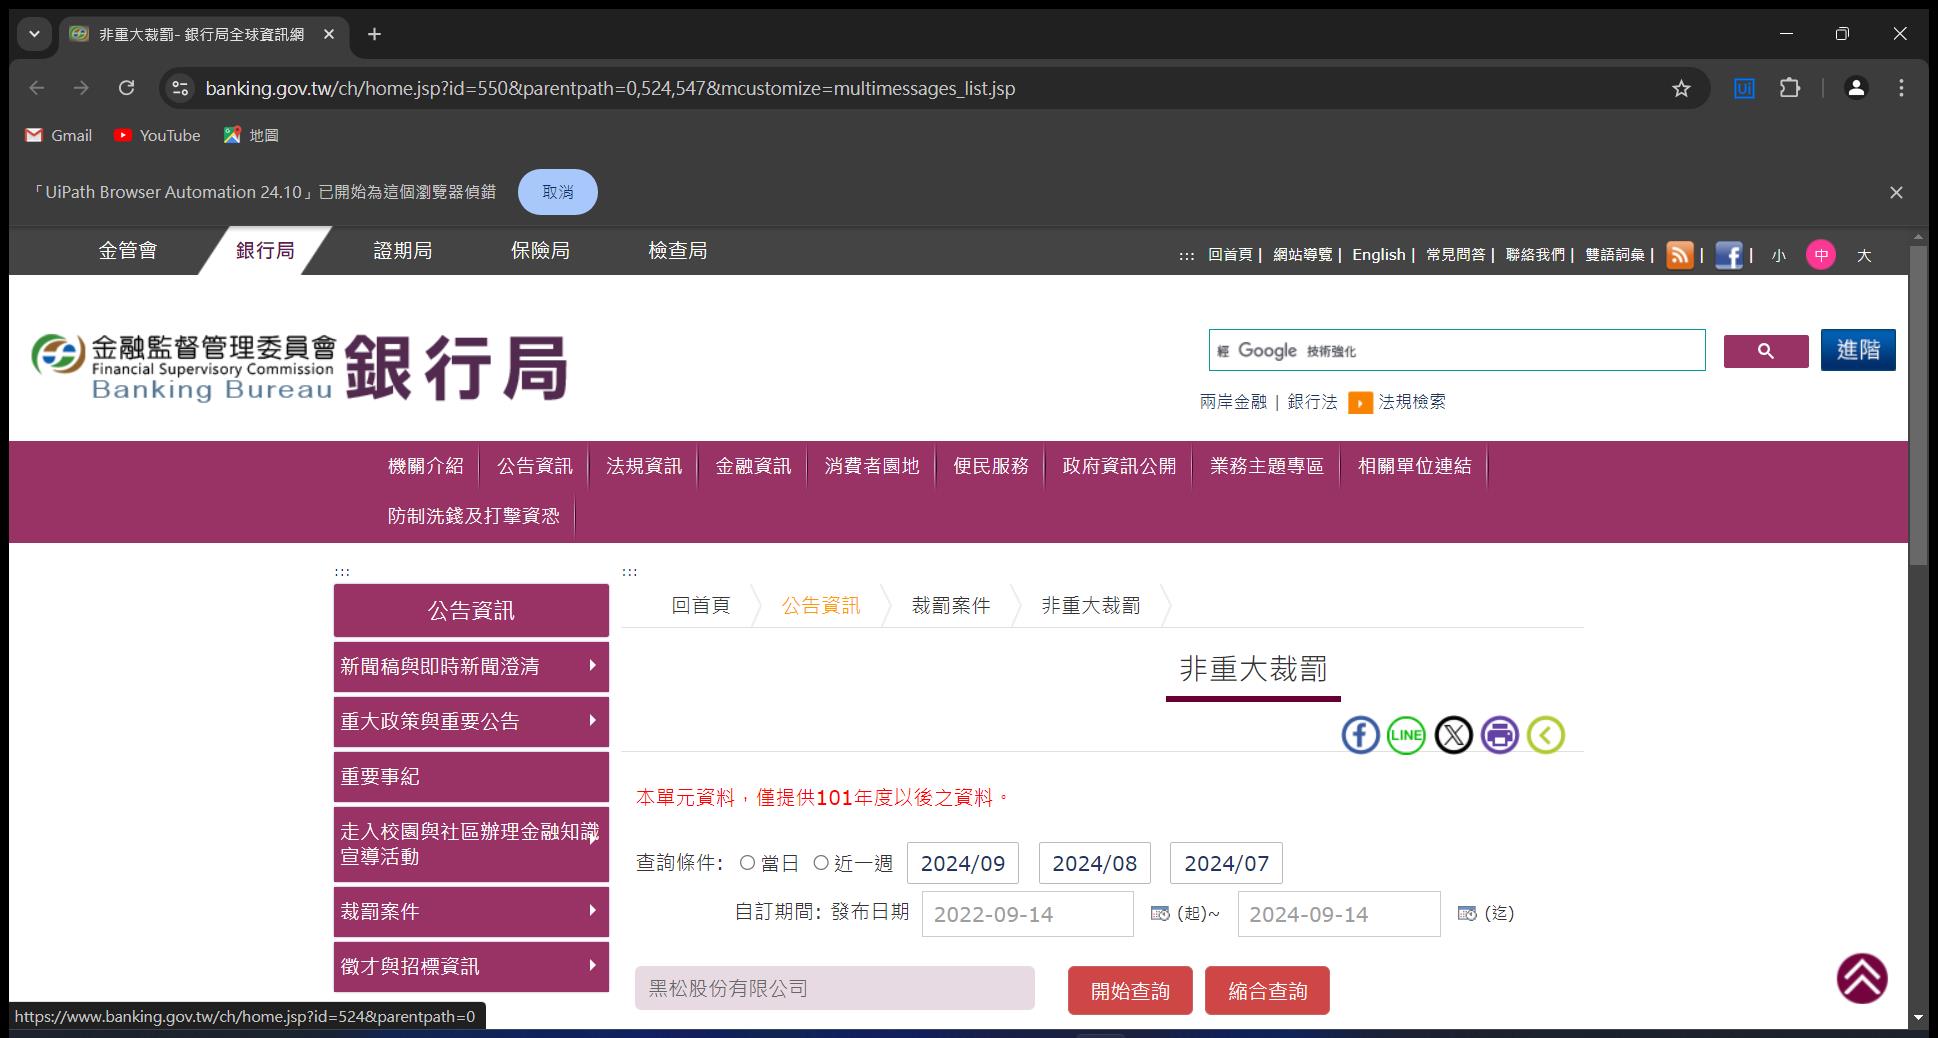 非重大裁罰- 銀行局全球資訊網
banking.gov.tw/ch/home.jsp?id=550&parentpath=0,524,547&mcustomize=multimessages_list.jsp
Ui
Gmail YouTube 地圖
「UiPath Browser Automation 24.10」已開始為這個瀏覽器偵錯 取消
金管會 銀行局 證期局 保險局 檢查局
::: 回首頁 | 網站導覽 | English | 常見問答 | 聯絡我們 | 雙語詞彙 | | | 小 中 大
金融監督管理委員會
Financial Supervisory Commission
Banking Bureau
銀行局
經 Google 技術強化 進階
兩岸金融 | 銀行法 法規檢索
機關介紹 公告資訊 法規資訊 金融資訊 消費者園地 便民服務 政府資訊公開 業務主題專區 相關單位連結
防制洗錢及打擊資恐
:::
公告資訊
新聞稿與即時新聞澄清
重大政策與重要公告
重要事紀
走入校園與社區辦理金融知識
宣導活動
裁罰案件
徵才與招標資訊
:::
回首頁 公告資訊 裁罰案件 非重大裁罰
非重大裁罰
LINE
本單元資料，僅提供101年度以後之資料。
查詢條件: 當日 近一週 2024/09 2024/08 2024/07
自訂期間: 發布日期 2022-09-14 (起)~ 2024-09-14 (迄)
黑松股份有限公司 開始查詢 縮合查詢
https://www.banking.gov.tw/ch/home.jsp?id=524&parentpath=0